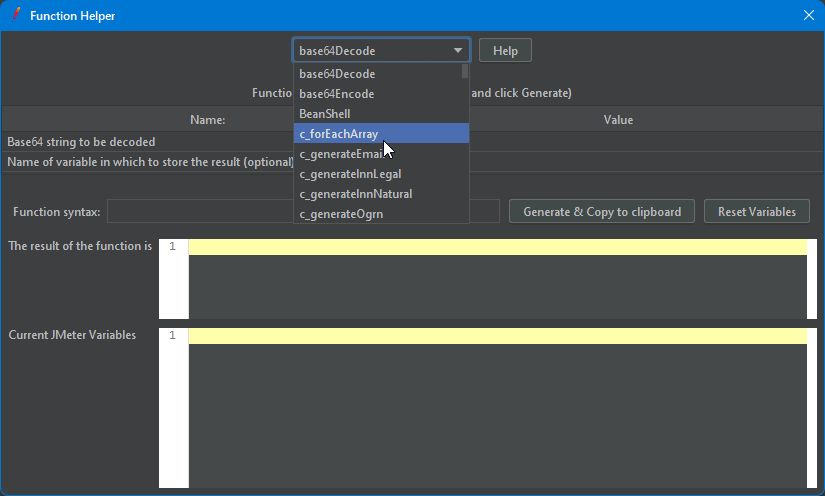 Function Helper
base64Decode
Help
base64Decode
base64Encode
BeanShell
c_forEachArray
c_generateEmai
c_generateInnLegal
c_generateInnNatural
c_generateOgrn
Functio and click Generate)
Name: Value
Base64 string to be decoded
Name of variable in which to store the result (optional)
Function syntax: Generate & Copy to clipboard Reset Variables
The result of the function is 1
Current JMeter Variables 1